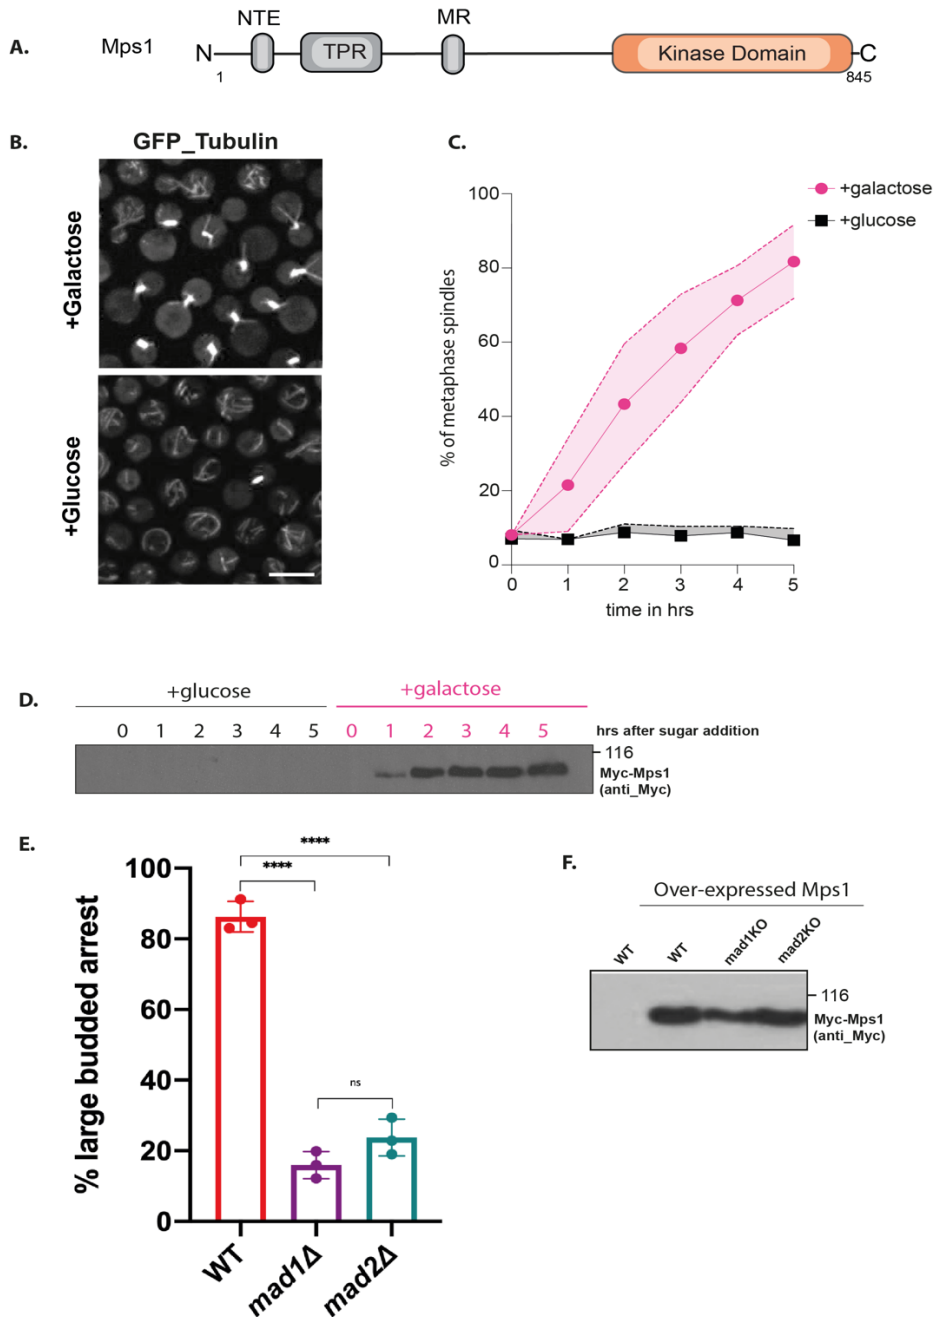 A.
Mps1
N
NTE
TPR
MR
Kinase Domain
C
1
845
B.
GFP_Tubulin
+Galactose
+Glucose
C.
+galactose
+glucose
% of metaphase spindles
100
80
60
40
20
0
0 1 2 3 4 5
time in hrs
D.
+glucose
+galactose
0 1 2 3 4 5 0 1 2 3 4 5 hrs after sugar addition
116
Myc-Mps1
(anti_Myc)
E.
% large budded arrest
100
80
60
40
20
0
****
****
ns
WT
mad1Δ
mad2Δ
F.
Over-expressed Mps1
WT WT mad1KO mad2KO
116
Myc-Mps1
(anti_Myc)